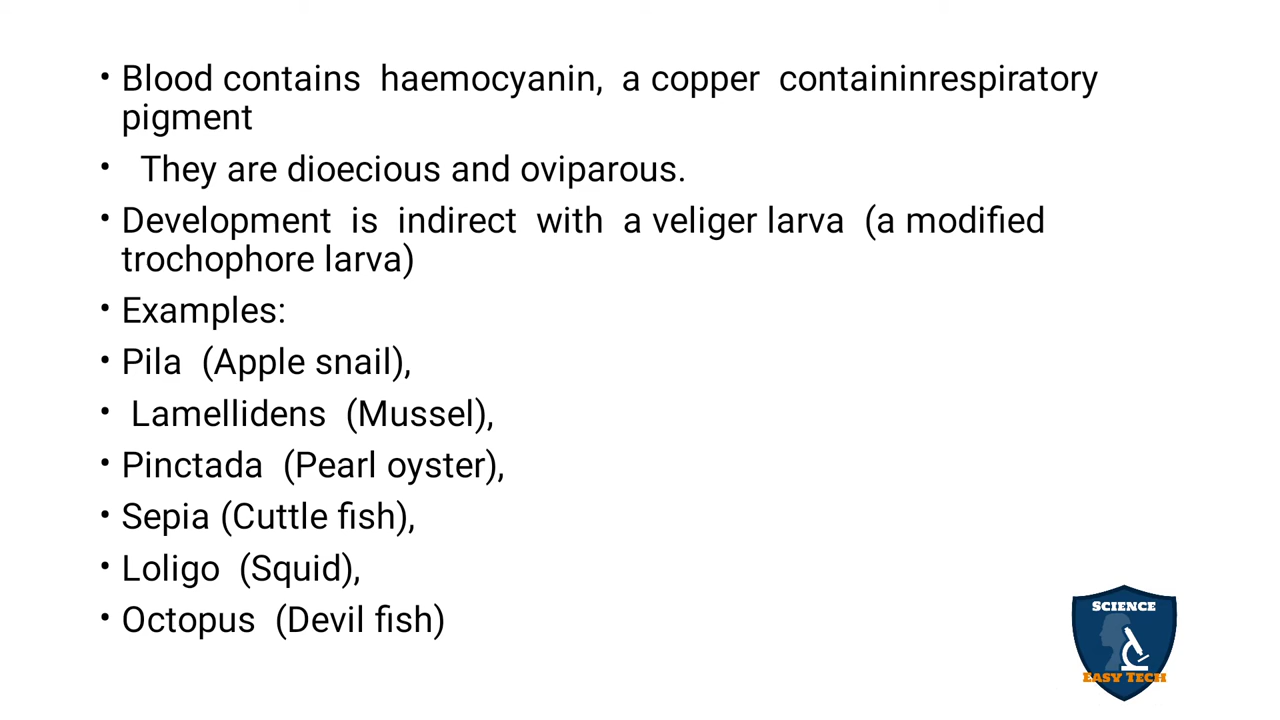 • Blood contains haemocyanin, a copper containinrespiratory
pigment
• They are dioecious and oviparous.
• Development is indirect with a veliger larva (a modified
trochophore larva)
• Examples:
• Pila (Apple snail),
• Lamellidens (Mussel),
• Pinctada (Pearl oyster),
• Sepia (Cuttle fish),
• Loligo (Squid),
• Octopus (Devil fish)
SCIENCE
EASY TECH